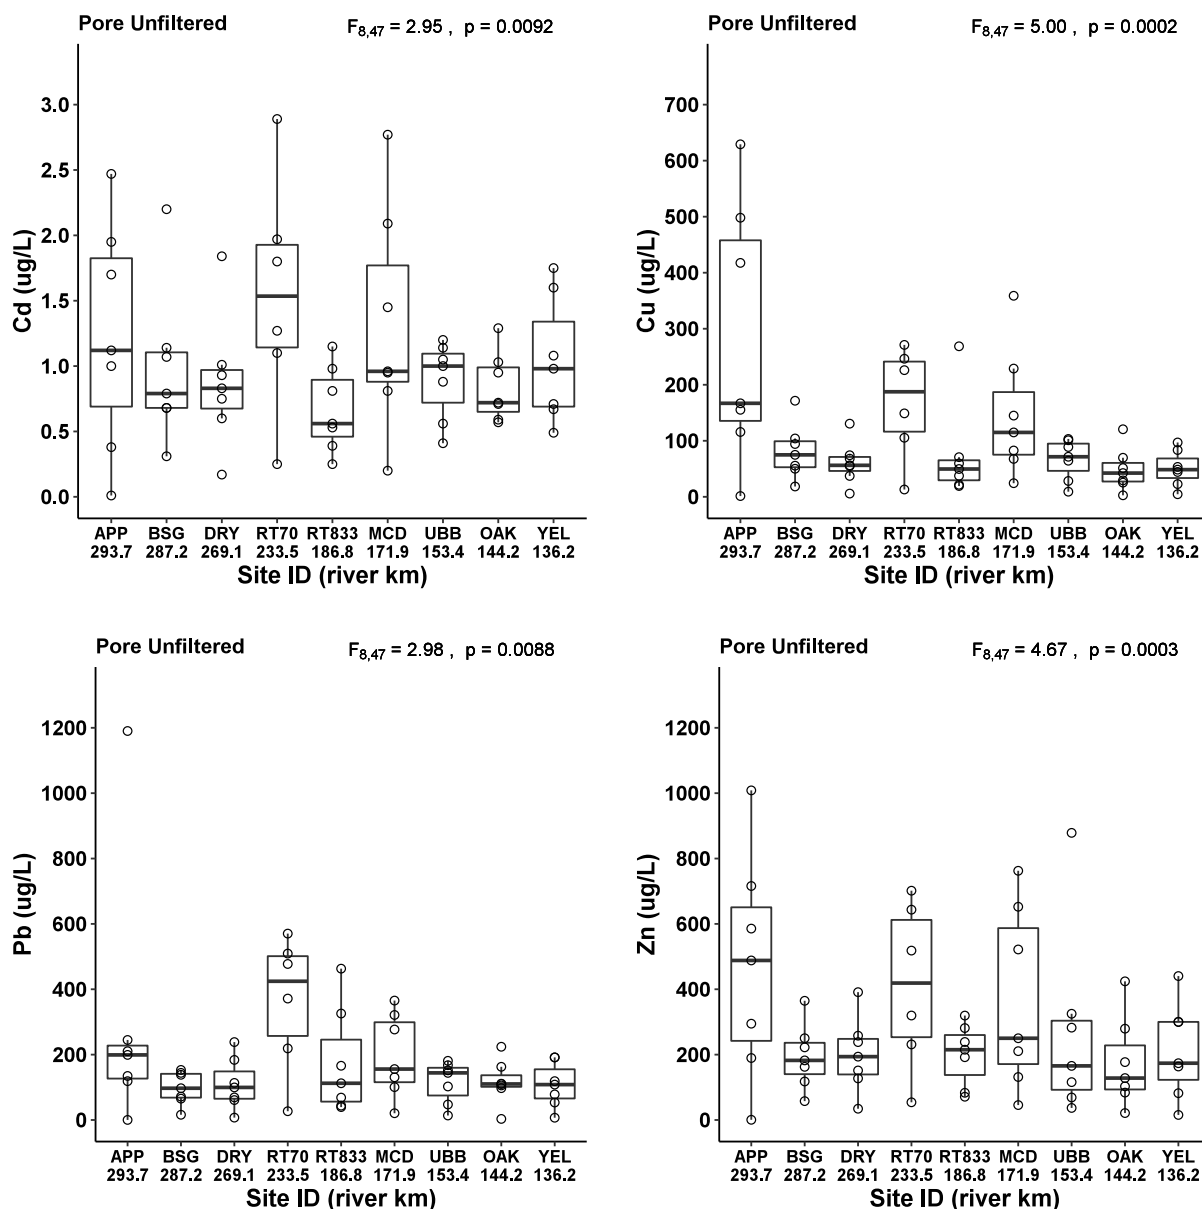 Pore Unfiltered F8,47 = 2.95 , p = 0.0092
Cd (ug/L)
3.0
2.5
2.0
1.5
1.0
0.5
0.0
APP BSG DRY RT70 RT833 MCD UBB OAK YEL
293.7 287.2 269.1 233.5 186.8 171.9 153.4 144.2 136.2
Site ID (river km)
Pore Unfiltered F8,47 = 5.00 , p = 0.0002
Cu (ug/L)
700
600
500
400
300
200
100
0
APP BSG DRY RT70 RT833 MCD UBB OAK YEL
293.7 287.2 269.1 233.5 186.8 171.9 153.4 144.2 136.2
Site ID (river km)
Pore Unfiltered F8,47 = 2.98 , p = 0.0088
Pb (ug/L)
1200
1000
800
600
400
200
0
APP BSG DRY RT70 RT833 MCD UBB OAK YEL
293.7 287.2 269.1 233.5 186.8 171.9 153.4 144.2 136.2
Site ID (river km)
Pore Unfiltered F8,47 = 4.67 , p = 0.0003
Zn (ug/L)
1200
1000
800
600
400
200
0
APP BSG DRY RT70 RT833 MCD UBB OAK YEL
293.7 287.2 269.1 233.5 186.8 171.9 153.4 144.2 136.2
Site ID (river km)